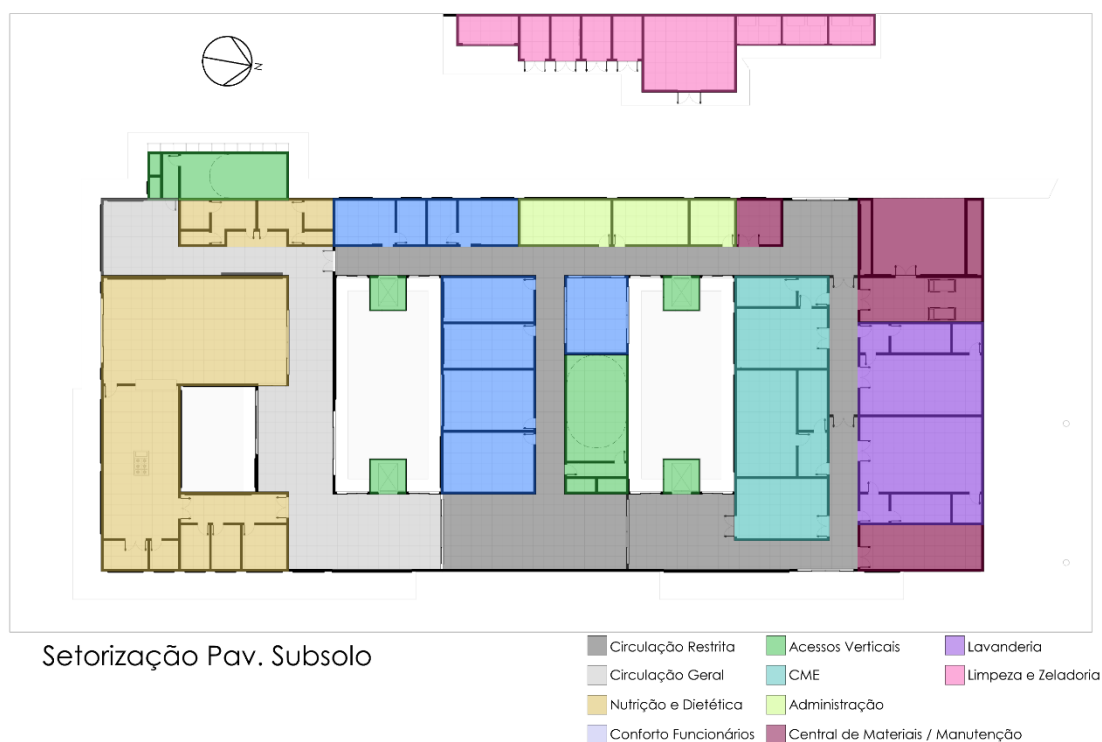 N
Setorização Pav. Subsolo
Circulação Restrita
Circulação Geral
Nutrição e Dietética
Conforto Funcionários
Acessos Verticais
CME
Administração
Central de Materiais / Manutenção
Lavanderia
Limpeza e Zeladoria